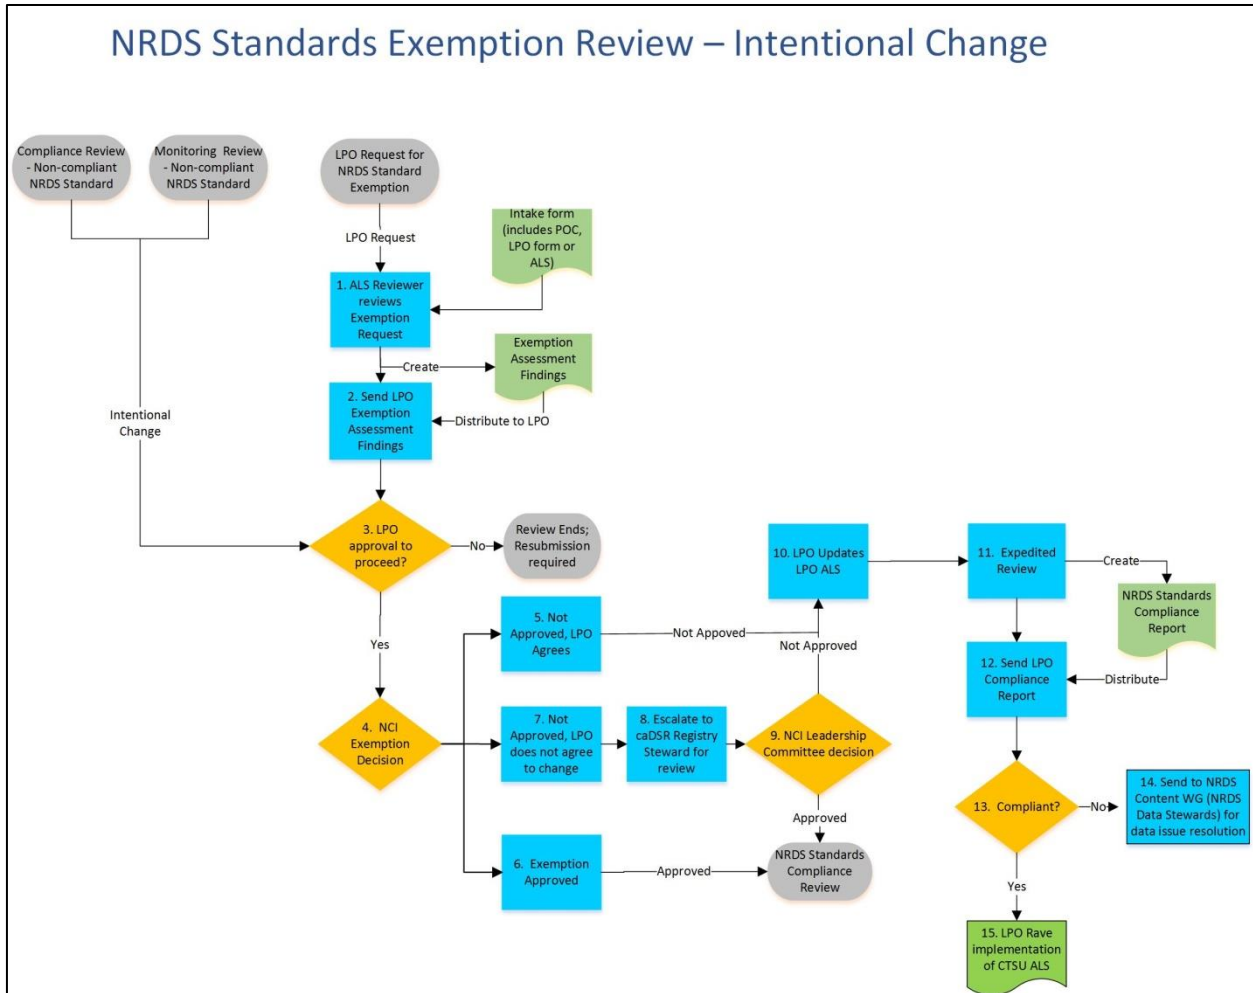 NRDS Standards Exemption Review – Intentional Change
Compliance Review
- Non-compliant
NRDS Standard
Monitoring Review
- Non-compliant
NRDS Standard
LPO Request for
NRDS Standard
Exemption
LPO Request
Intake form
(includes POC,
LPO form or
ALS)
1. ALS Reviewer
reviews
Exemption
Request
Create
Exemption
Assessment
Findings
2. Send LPO
Exemption
Assessment
Findings
Distribute to LPO
Intentional
Change
3. LPO
approval to
proceed?
No
Review Ends;
Resubmission
required
Yes
4. NCI
Exemption
Decision
5. Not
Approved, LPO
Agrees
Not Appoved
Not Approved
7. Not
Approved, LPO
does not agree
to change
8. Escalate to
caDSR Registry
Steward for
review
9. NCI Leadership
Committee decision
Approved
6. Exemption
Approved
Approved
NRDS Standards
Compliance
Review
10. LPO Updates
LPO ALS
11. Expedited
Review
Create
NRDS Standards
Compliance
Report
12. Send LPO
Compliance
Report
Distribute
13. Compliant?
No
14. Send to NRDS
Content WG (NRDS
Data Stewards) for
data issue resolution
Yes
15. LPO Rave
implementation
of CTSU ALS